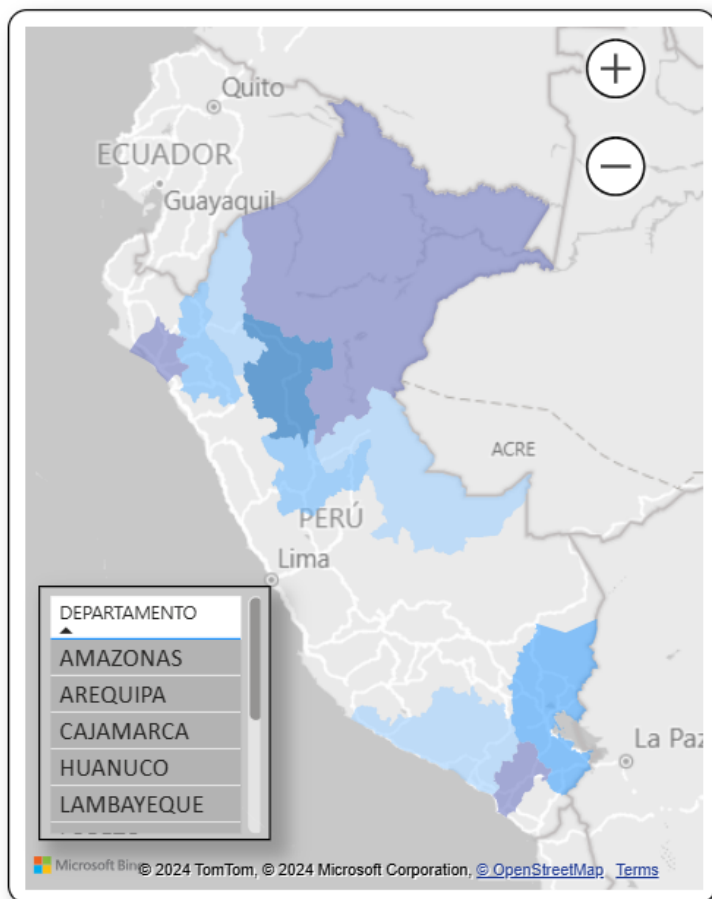 Quito
ECUADOR
Guayaquil
ACRE
PERÚ
Lima
DEPARTAMENTO
AMAZONAS
AREQUIPA
CAJAMARCA
HUANUCO
LAMBAYEQUE
La Paz
Microsoft Bing
© 2024 TomTom, © 2024 Microsoft Corporation, © OpenStreetMap Terms